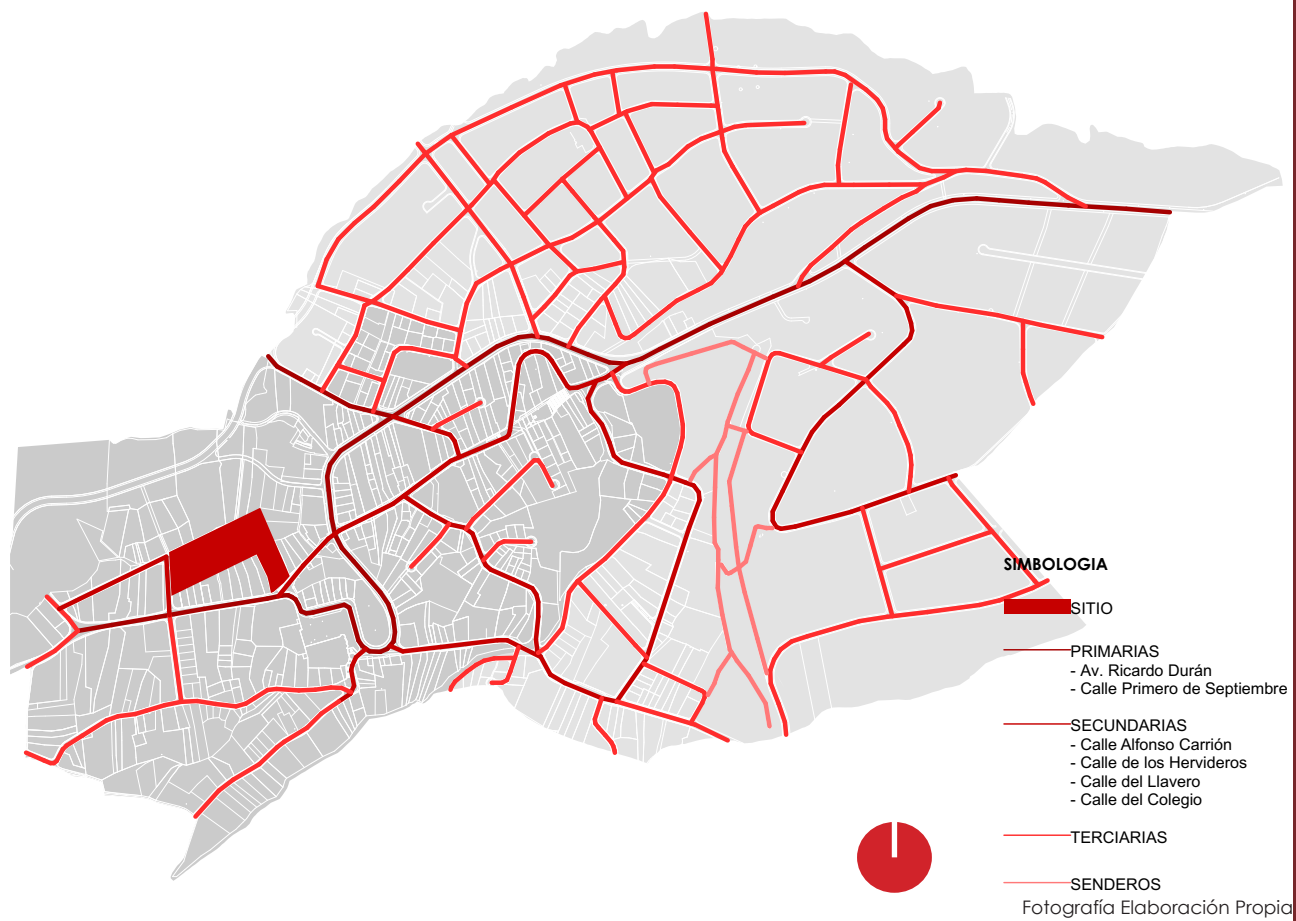 SIMBOLOGIA
SITIO
PRIMARIAS
- Av. Ricardo Durán
- Calle Primero de Septiembre
SECUNDARIAS
- Calle Alfonso Carrión
- Calle de los Hervideros
- Calle del Llavero
- Calle del Colegio
TERCIARIAS
SENDEROS
Fotografía Elaboración Propia